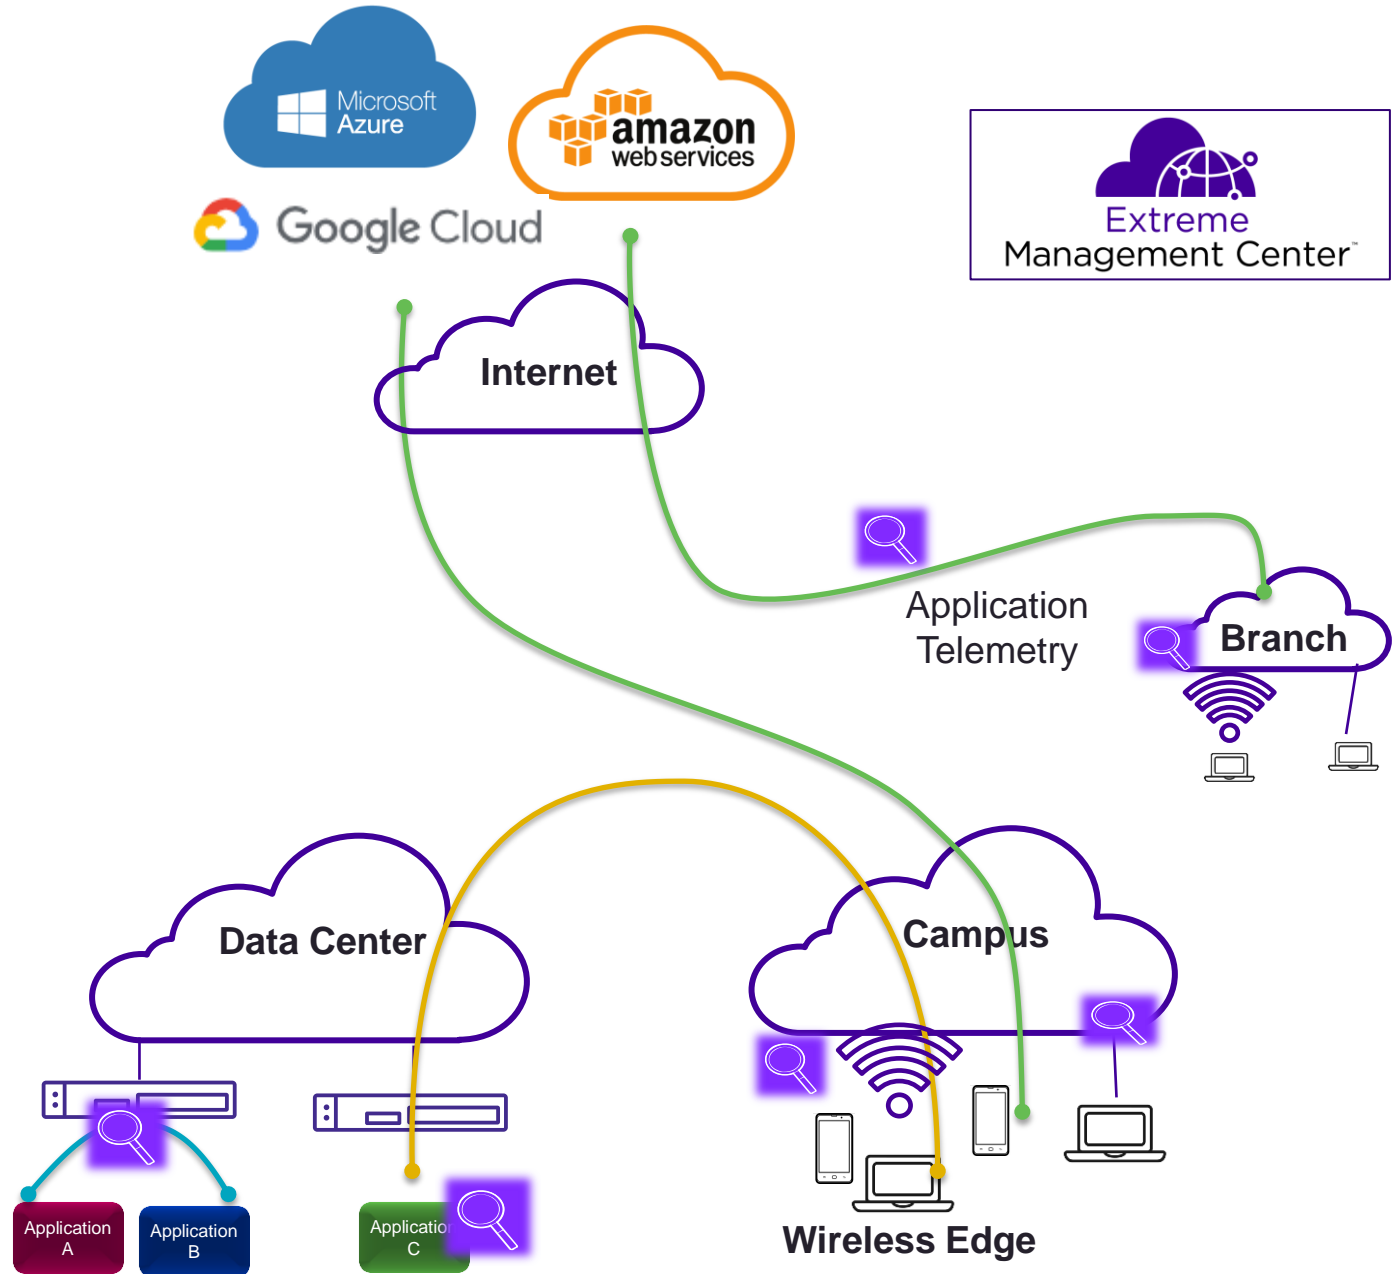 Microsoft
Azure
amazon
web services
Google Cloud
Extreme
Management Center™
Internet
Application
Telemetry
Branch
Data Center
Campus
Application
A
Application
B
Application
C
Wireless Edge